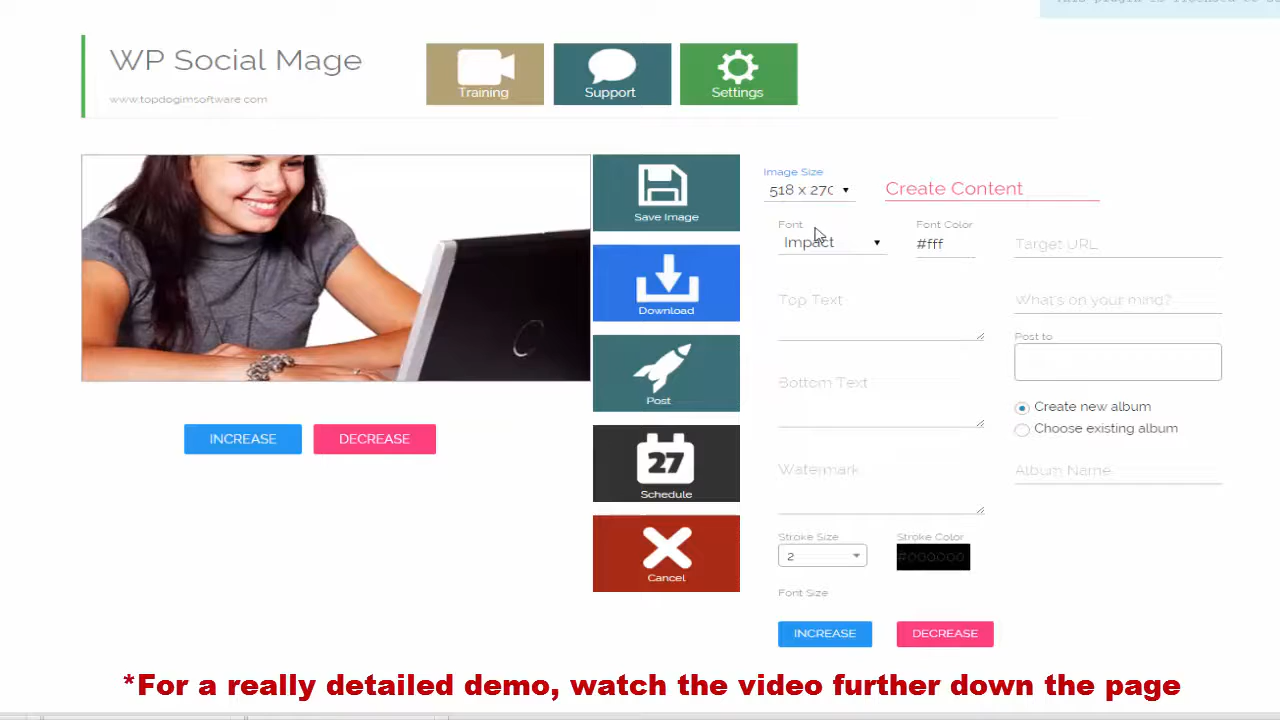 WP Social Mage
www.topdogimsoftware.com
Training
Support
Settings
Save Image
Download
Post
Schedule
27
Cancel
INCREASE
DECREASE
Image Size
518 x 270
Create Content
Font
Impact
Font Color
#fff
Top Text
Bottom Text
Watermark
Stroke Size
2
Stroke Color
#000000
Font Size
INCREASE
DECREASE
Target URL
What's on your mind?
Post to
Create new album
Choose existing album
Album Name
*For a really detailed demo, watch the video further down the page